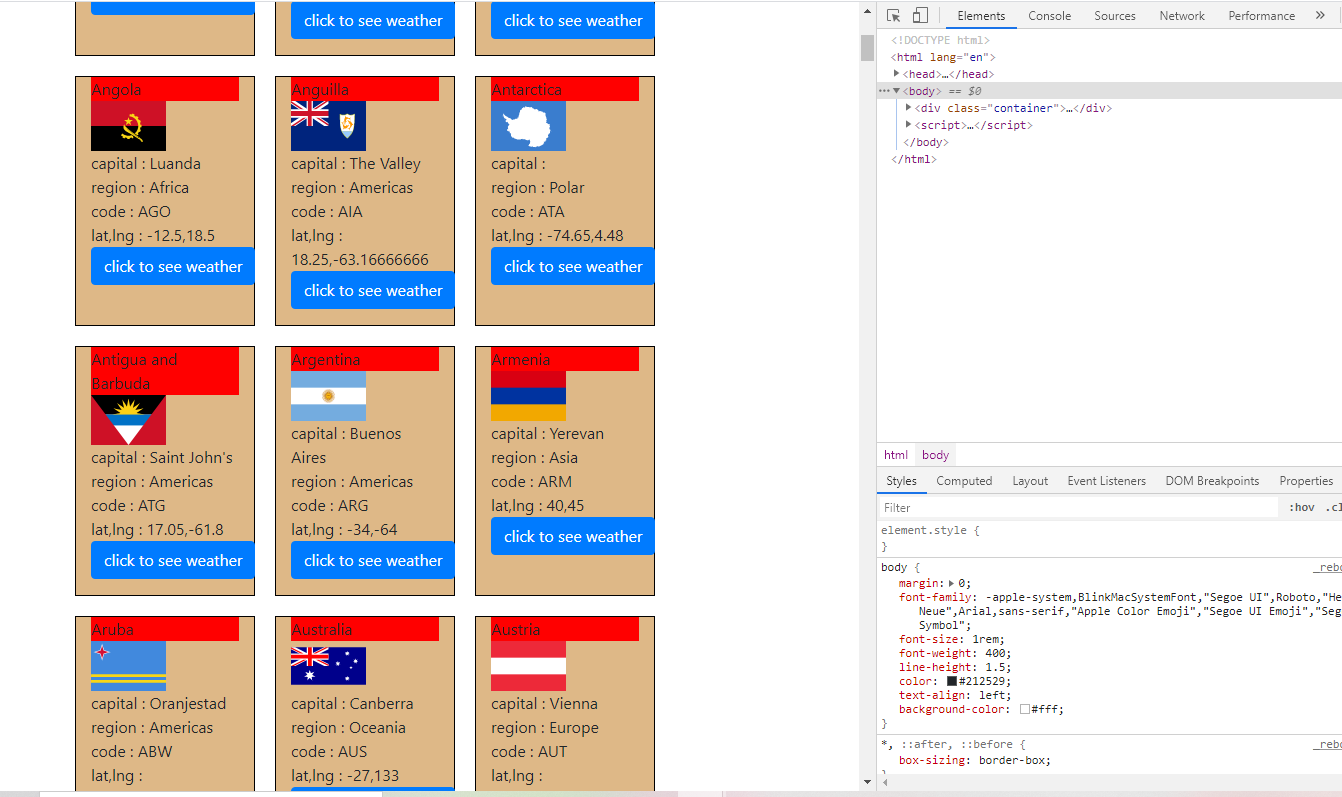 click to see weather
click to see weather
Angola
capital : Luanda
region : Africa
code : AGO
lat,lng : -12.5,18.5
click to see weather
Anguilla
capital : The Valley
region : Americas
code : AIA
lat,lng :
18.25,-63.16666666
click to see weather
Antarctica
capital :
region : Polar
code : ATA
lat,lng : -74.65,4.48
click to see weather
Antigua and
Barbuda
capital : Saint John's
region : Americas
code : ATG
lat,lng : 17.05,-61.8
click to see weather
Argentina
capital : Buenos
Aires
region : Americas
code : ARG
lat,lng : -34,-64
click to see weather
Armenia
capital : Yerevan
region : Asia
code : ARM
lat,lng : 40,45
click to see weather
Aruba
capital : Oranjestad
region : Americas
code : ABW
lat,lng :
Australia
capital : Canberra
region : Oceania
code : AUS
lat,lng : -27,133
Austria
capital : Vienna
region : Europe
code : AUT
lat,lng :
Elements Console Sources Network Performance »
<!DOCTYPE html>
<html lang="en">
<head>…</head>
<body> == $0
<div class="container">…</div>
<script>…</script>
</body>
</html>
html body
Styles Computed Layout Event Listeners DOM Breakpoints Properties
Filter :hov .cl
element.style {
}
body { _rebo
margin: 0;
font-family: -apple-system,BlinkMacSystemFont,"Segoe UI",Roboto,"He
Neue",Arial,sans-serif,"Apple Color Emoji","Segoe UI Emoji","Seg
Symbol";
font-size: 1rem;
font-weight: 400;
line-height: 1.5;
color: #212529;
text-align: left;
background-color: #fff;
}
*, ::after, ::before { _rebo
box-sizing: border-box;
}